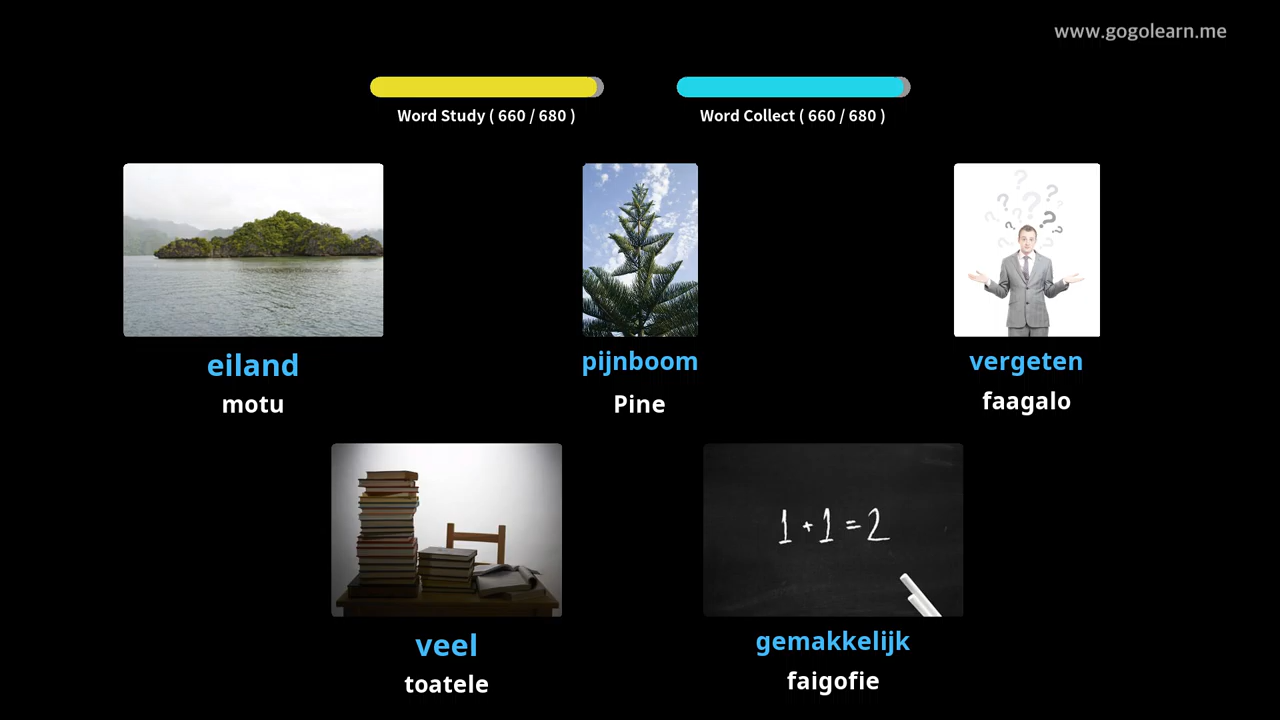 www.gogolearn.me
Word Study ( 660 / 680 )
Word Collect ( 660 / 680 )
eiland
motu
pijnboom
Pine
vergeten
faagalo
veel
toatele
1 + 1 = 2
gemakkelijk
faigofie